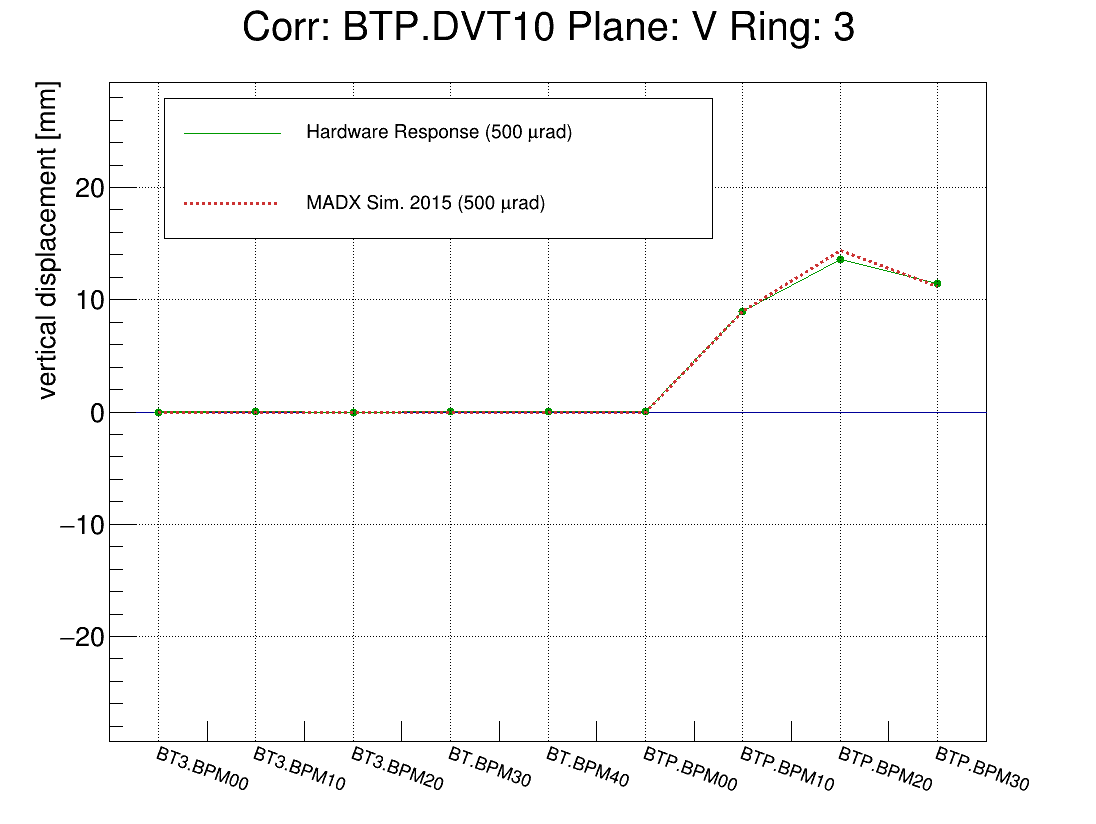 Corr: BTP.DVT10 Plane: V Ring: 3
vertical displacement [mm]
Hardware Response (500 μrad)
MADX Sim. 2015 (500 μrad)
20
10
0
−10
−20
BT3.BPM00
BT3.BPM10
BT3.BPM20
BT.BPM30
BT.BPM40
BTP.BPM00
BTP.BPM10
BTP.BPM20
BTP.BPM30